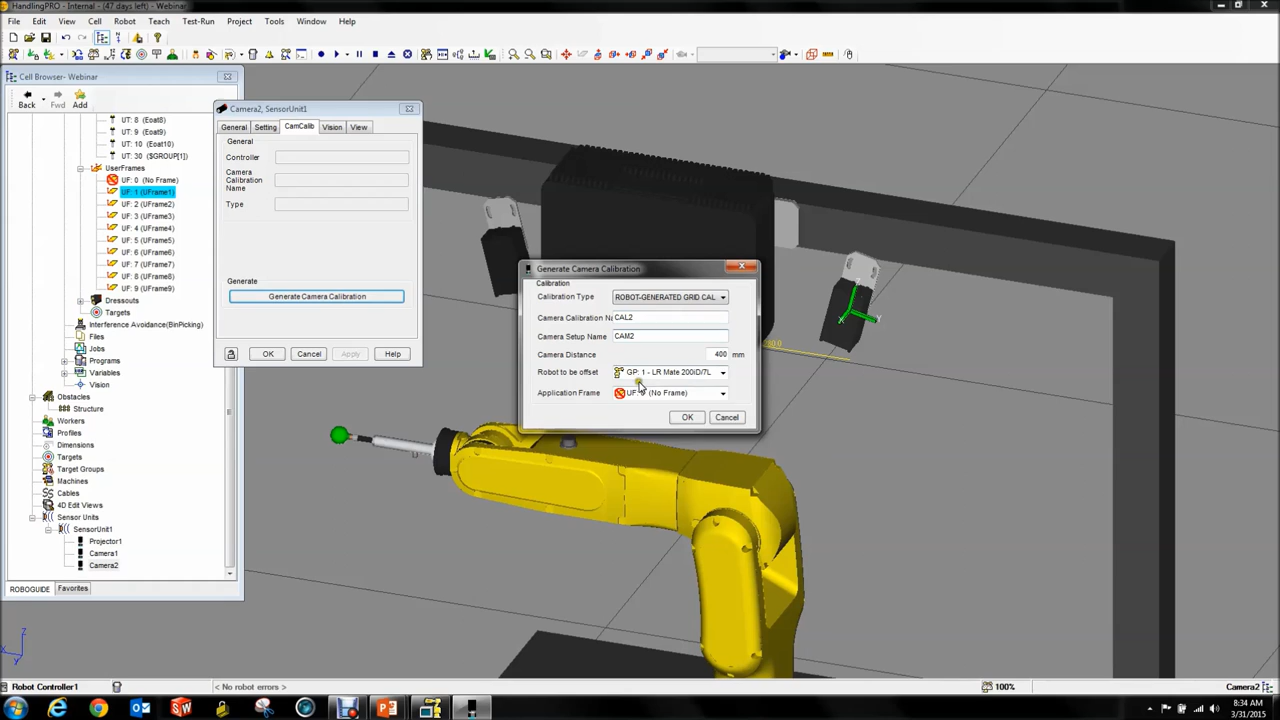 HandlingPRO - Internal - (47 days left) - Webinar
File Edit View Cell Robot Teach Test-Run Project Tools Window Help
Cell Browser- Webinar
Back Fwd Add
UT: 8 (Eoat8)
UT: 9 (Eoat9)
UT: 10 (Eoat10)
UT: 30 ($GROUP[1])
UserFrames
UF: 0 (No Frame)
UF: 1 (UFrame1)
UF: 2 (UFrame2)
UF: 3 (UFrame3)
UF: 4 (UFrame4)
UF: 5 (UFrame5)
UF: 6 (UFrame6)
UF: 7 (UFrame7)
UF: 8 (UFrame8)
UF: 9 (UFrame9)
Dressouts
Targets
Interference Avoidance(BinPicking)
Files
Jobs
Programs
Variables
Vision
Obstacles
Structure
Workers
Profiles
Dimensions
Targets
Target Groups
Machines
Cables
4D Edit Views
Sensor Units
SensorUnit1
Projector1
Camera1
Camera2
ROBOGUIDE Favorites
Camera2, SensorUnit1
General Setting CamCalib Vision View
General
Controller
Camera
Calibration
Name
Type
Generate
Generate Camera Calibration
OK Cancel Apply Help
Generate Camera Calibration
Calibration
Calibration Type ROBOT-GENERATED GRID CAL
Camera Calibration Na CAL2
Camera Setup Name CAM2
Camera Distance 400 mm
Robot to be offset GP: 1 - LR Mate 200iD/7L
Application Frame UF: 0 (No Frame)
OK Cancel
X Y
Robot Controller1 < No robot errors > 100% Camera2
8:34 AM
3/31/2015